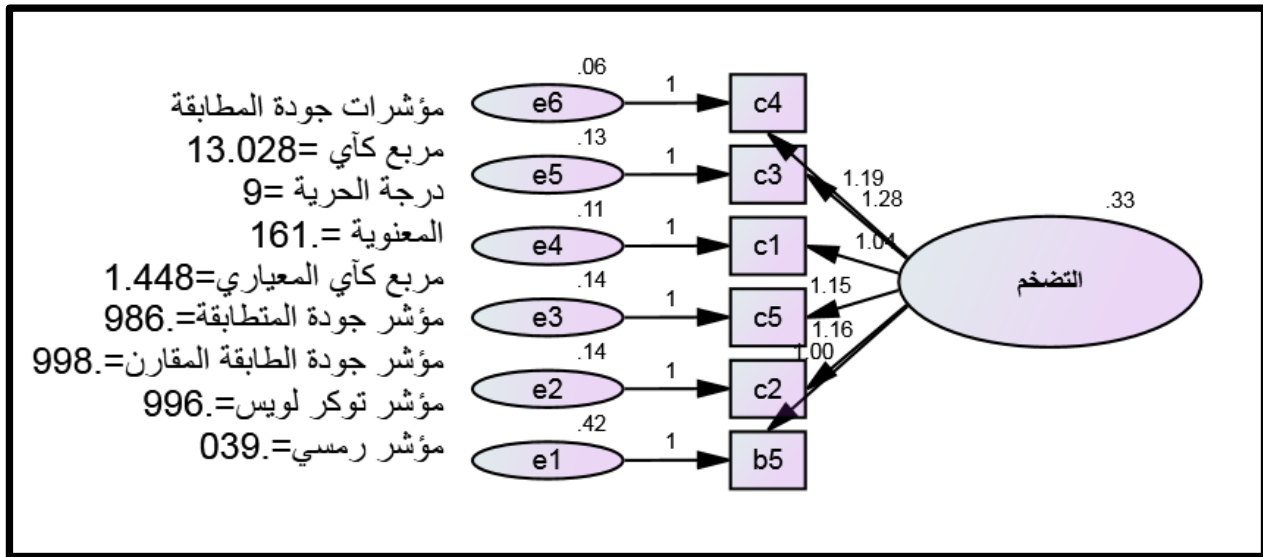 مؤشرات جودة المطابقة
مربع كآي =13.028
درجة الحرية =9
المعنوية =.161
مربع كآي المعياري=1.448
مؤشر جودة المتطابقة=.986
مؤشر جودة الطابقة المقارن=.998
مؤشر توكر لويس=.996
مؤشر رمسي=.039
.06
e6
1
c4
.13
e5
1
c3
.11
e4
1
c1
.14
e3
1
c5
.14
e2
1
c2
.42
e1
1
b5
1.19
1.28
1.04
1.15
1.16
1.00
.33
التضخم